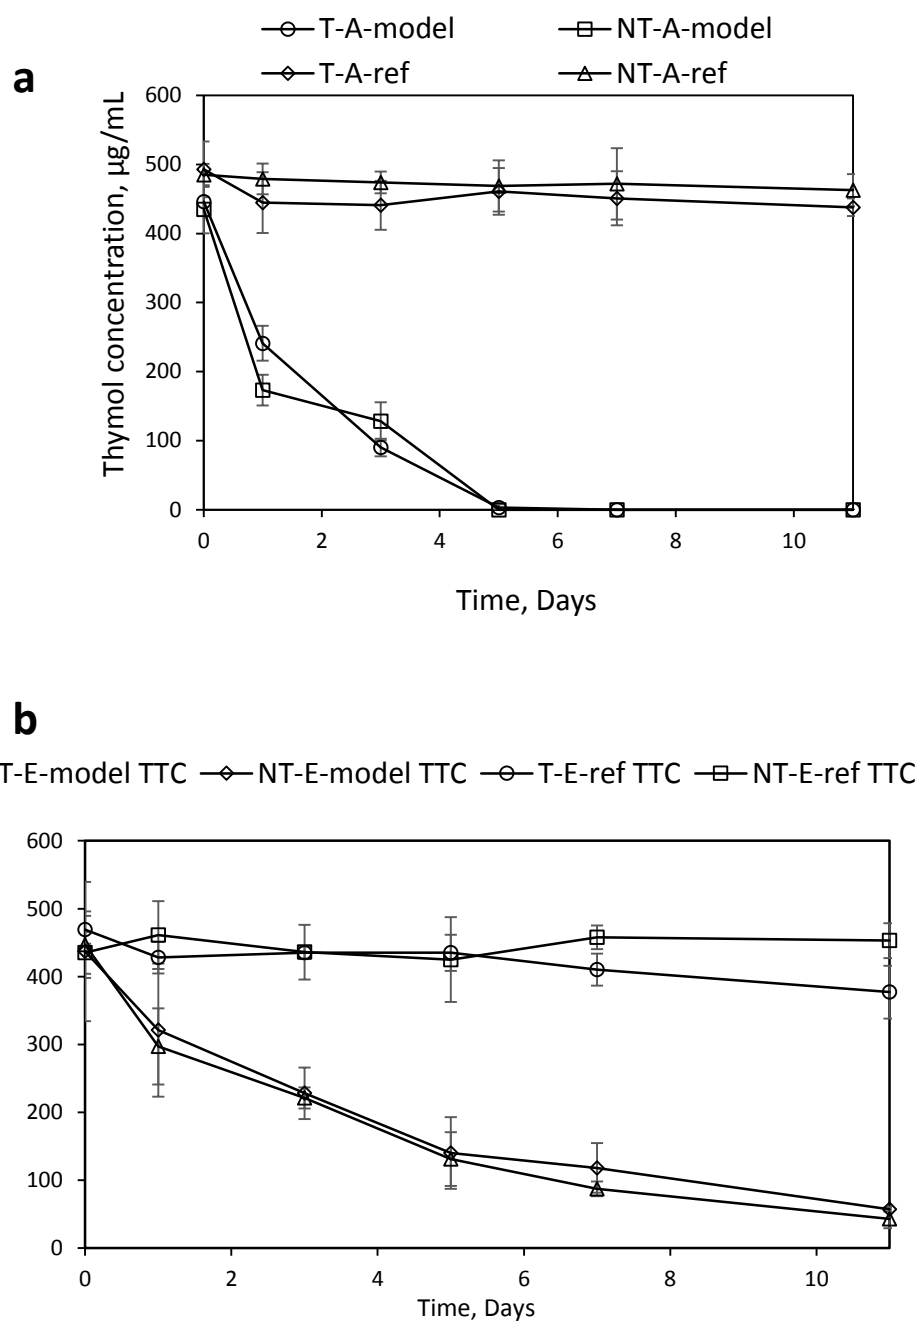 T-A-model NT-A-model
T-A-ref NT-A-ref
a
600
500
400
300
200
100
0
Thymol concentration, µg/mL
0 2 4 6 8 10
Time, Days
b
T-E-model TTC NT-E-model TTC T-E-ref TTC NT-E-ref TTC
600
500
400
300
200
100
0
0 2 4 6 8 10
Time, Days